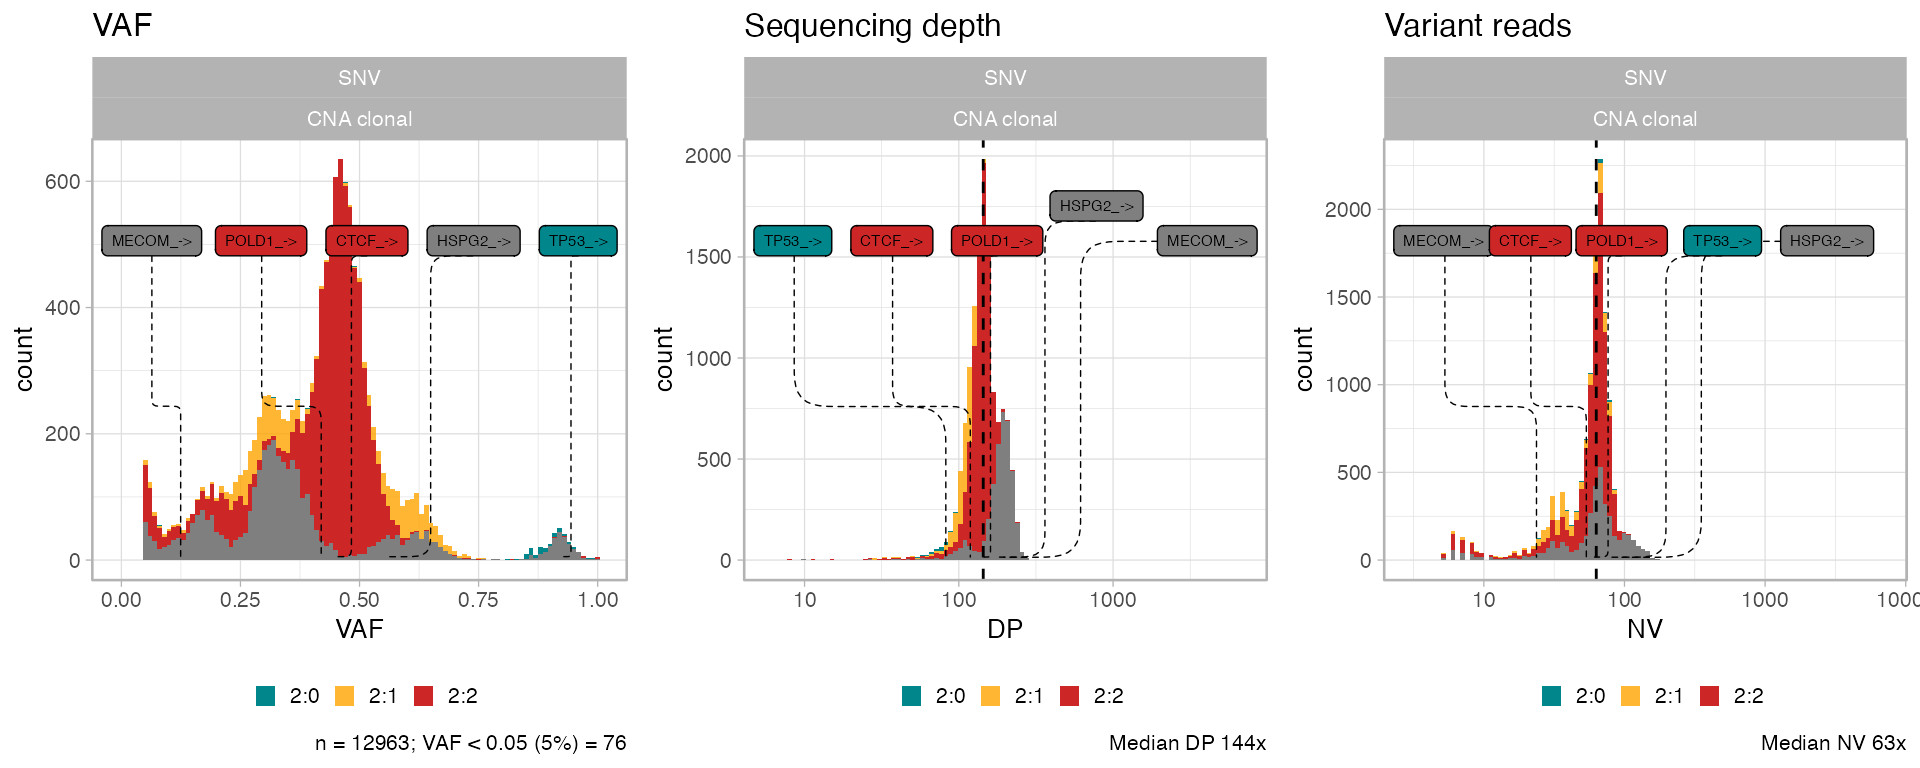 VAF
SNV
CNA clonal
600
400
200
0
count
MECOM_->
POLD1_->
CTCF_->
HSPG2_->
TP53_->
0.00 0.25 0.50 0.75 1.00
VAF
2:0 2:1 2:2
n = 12963; VAF < 0.05 (5%) = 76
Sequencing depth
SNV
CNA clonal
2000
1500
1000
500
0
count
HSPG2_->
TP53_->
CTCF_->
POLD1_->
MECOM_->
10 100 1000
DP
2:0 2:1 2:2
Median DP 144x
Variant reads
SNV
CNA clonal
2000
1500
1000
500
0
count
MECOM_->
CTCF_->
POLD1_->
TP53_->
HSPG2_->
10 100 1000 1000
NV
2:0 2:1 2:2
Median NV 63x